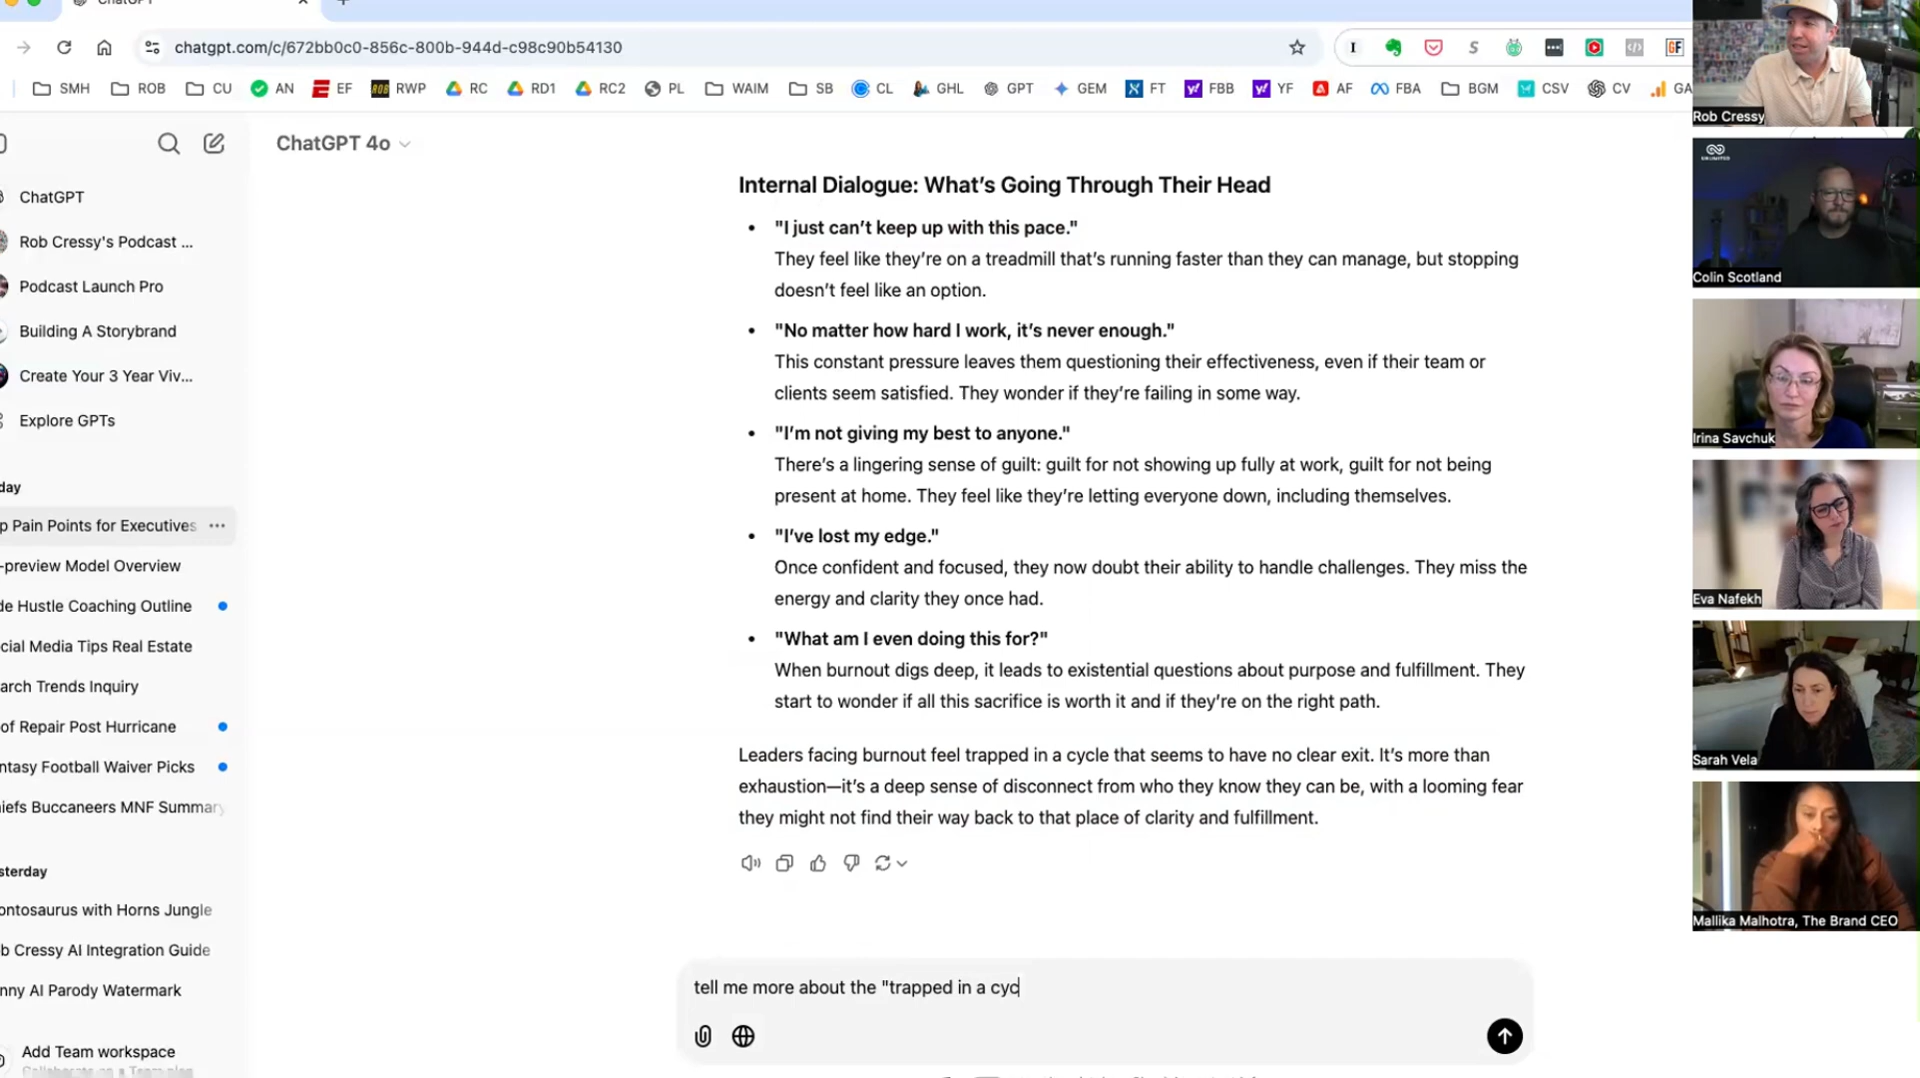 ChatGPT
chatgpt.com/c/672bb0c0-856c-800b-944d-c98c90b54130
SMH ROB CU AN EF RWP RC RD1 RC2 PL WAIM SB CL GHL GPT GEM FT FBB YF AF FBA BGM CSV CV GA
ChatGPT 4o
ChatGPT
Rob Cressy's Podcast ...
Podcast Launch Pro
Building A Storybrand
Create Your 3 Year Viv...
Explore GPTs
day
p Pain Points for Executives
-preview Model Overview
de Hustle Coaching Outline
cial Media Tips Real Estate
arch Trends Inquiry
of Repair Post Hurricane
ntasy Football Waiver Picks
iefs Buccaneers MNF Summary
sterday
ontosaurus with Horns Jungle
b Cressy AI Integration Guide
nny AI Parody Watermark
Add Team workspace
Internal Dialogue: What’s Going Through Their Head
• "I just can’t keep up with this pace."
They feel like they’re on a treadmill that’s running faster than they can manage, but stopping
doesn’t feel like an option.
• "No matter how hard I work, it’s never enough."
This constant pressure leaves them questioning their effectiveness, even if their team or
clients seem satisfied. They wonder if they’re failing in some way.
• "I’m not giving my best to anyone."
There’s a lingering sense of guilt: guilt for not showing up fully at work, guilt for not being
present at home. They feel like they’re letting everyone down, including themselves.
• "I’ve lost my edge."
Once confident and focused, they now doubt their ability to handle challenges. They miss the
energy and clarity they once had.
• "What am I even doing this for?"
When burnout digs deep, it leads to existential questions about purpose and fulfillment. They
start to wonder if all this sacrifice is worth it and if they’re on the right path.
Leaders facing burnout feel trapped in a cycle that seems to have no clear exit. It’s more than
exhaustion—it’s a deep sense of disconnect from who they know they can be, with a looming fear
they might not find their way back to that place of clarity and fulfillment.
tell me more about the "trapped in a cyc
Rob Cressy
Colin Scotland
Irina Savchuk
Eva Nafekh
Sarah Vela
Mallika Malhotra, The Brand CEO